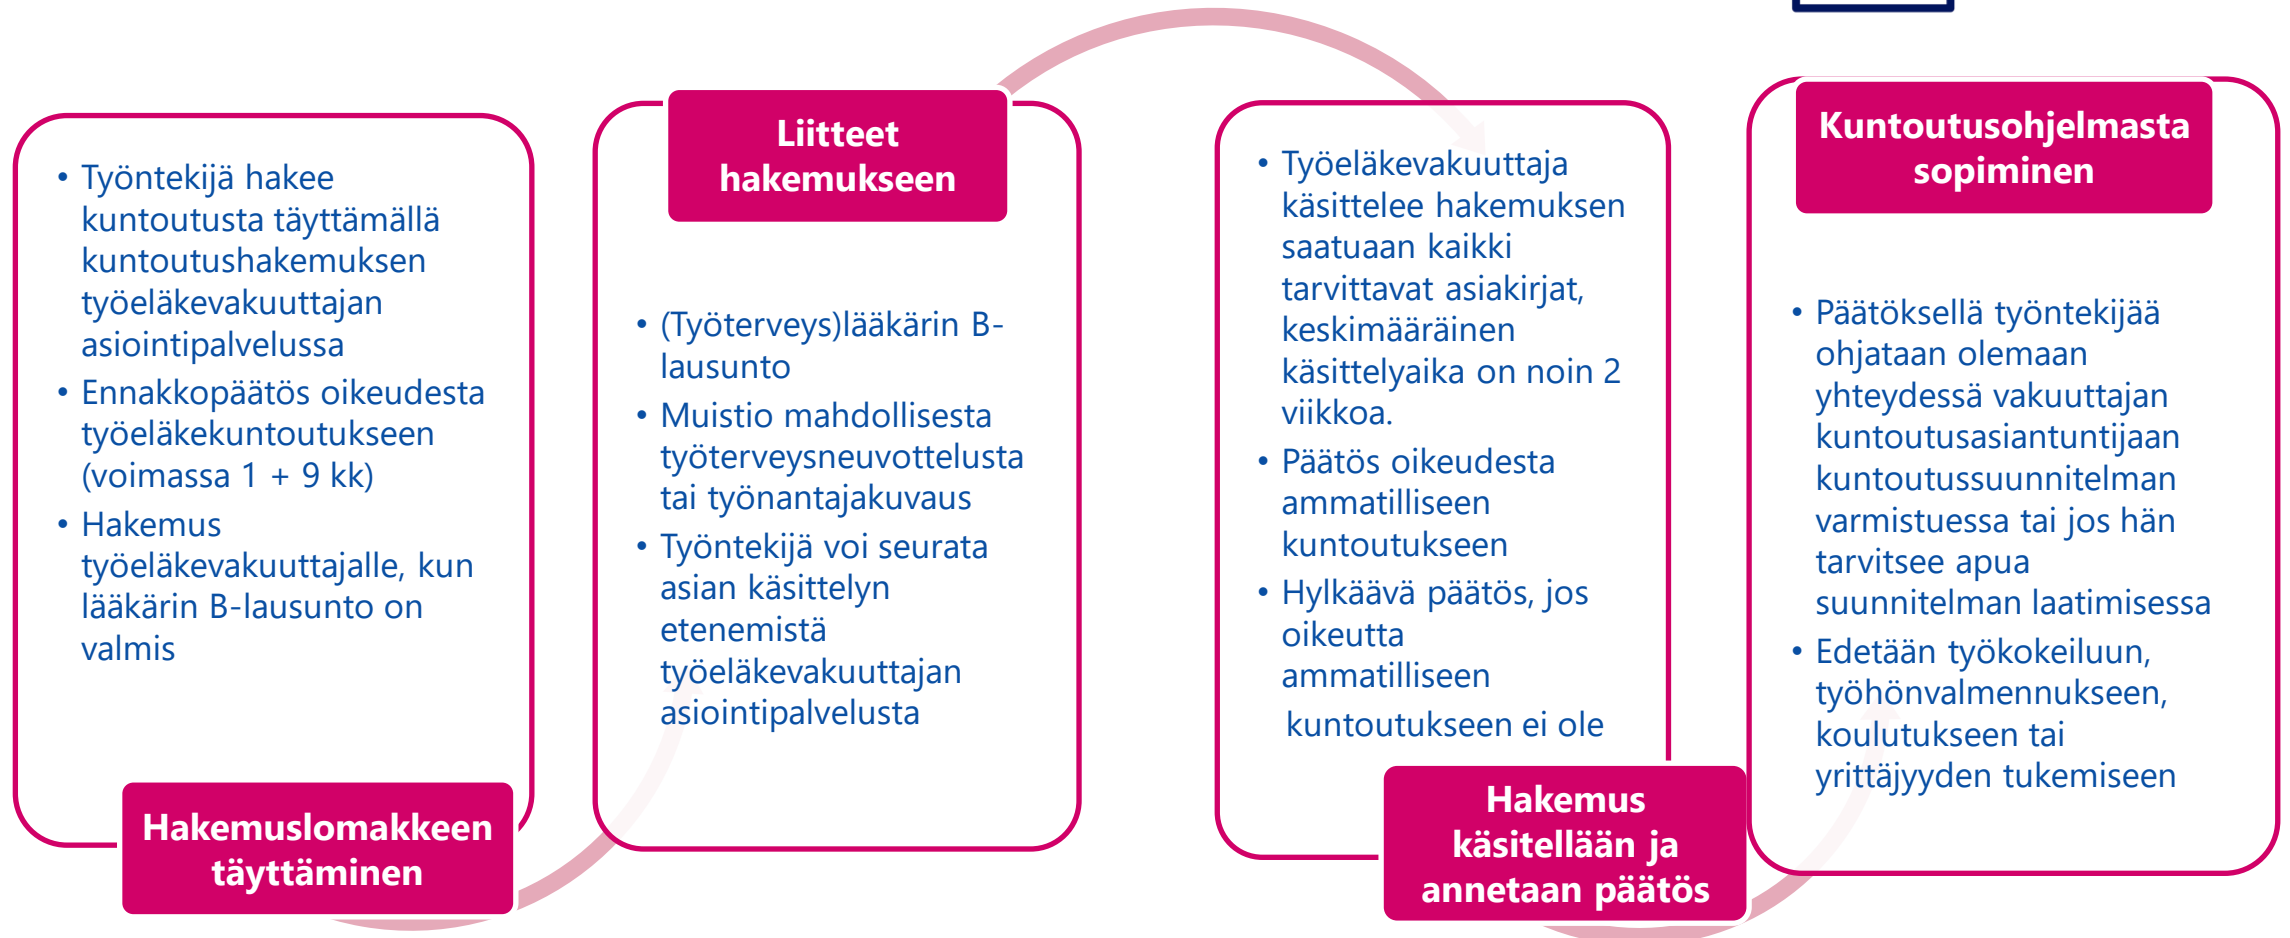 • Työntekijä hakee
kuntoutusta täyttämällä
kuntoutushakemuksen
työeläkevakuuttajan
asiointipalvelussa
• Ennakkopäätös oikeudesta
työeläkekuntoutukseen
(voimassa 1 + 9 kk)
• Hakemus
työeläkevakuuttajalle, kun
lääkärin B-lausunto on
valmis
Hakemuslomakkeen
täyttäminen
Liitteet
hakemukseen
• (Työterveys)lääkärin B-
lausunto
• Muistio mahdollisesta
työterveysneuvottelusta
tai työnantajakuvaus
• Työntekijä voi seurata
asian käsittelyn
etenemistä
työeläkevakuuttajan
asiointipalvelusta
• Työeläkevakuuttaja
käsittelee hakemuksen
saatuaan kaikki
tarvittavat asiakirjat,
keskimääräinen
käsittelyaika on noin 2
viikkoa.
• Päätös oikeudesta
ammatilliseen
kuntoutukseen
• Hylkäävä päätös, jos
oikeutta
ammatilliseen
kuntoutukseen ei ole
Hakemus
käsitellään ja
annetaan päätös
Kuntoutusohjelmasta
sopiminen
• Päätöksellä työntekijää
ohjataan olemaan
yhteydessä vakuuttajan
kuntoutusasiantuntijaan
kuntoutussuunnitelman
varmistuessa tai jos hän
tarvitsee apua
suunnitelman laatimisessa
• Edetään työkokeiluun,
työhönvalmennukseen,
koulutukseen tai
yrittäjyyden tukemiseen